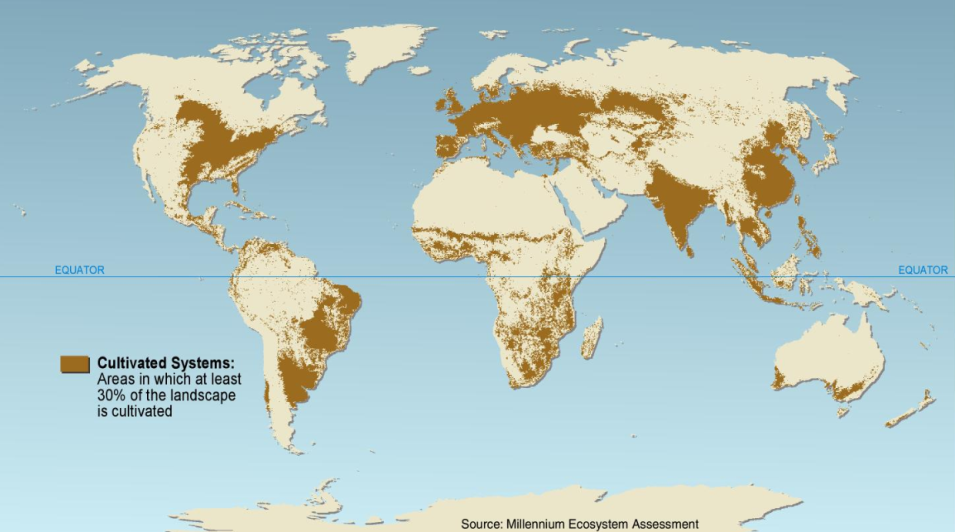 EQUATOR
EQUATOR
Cultivated Systems:
Areas in which at least
30% of the landscape
is cultivated
Source: Millennium Ecosystem Assessment